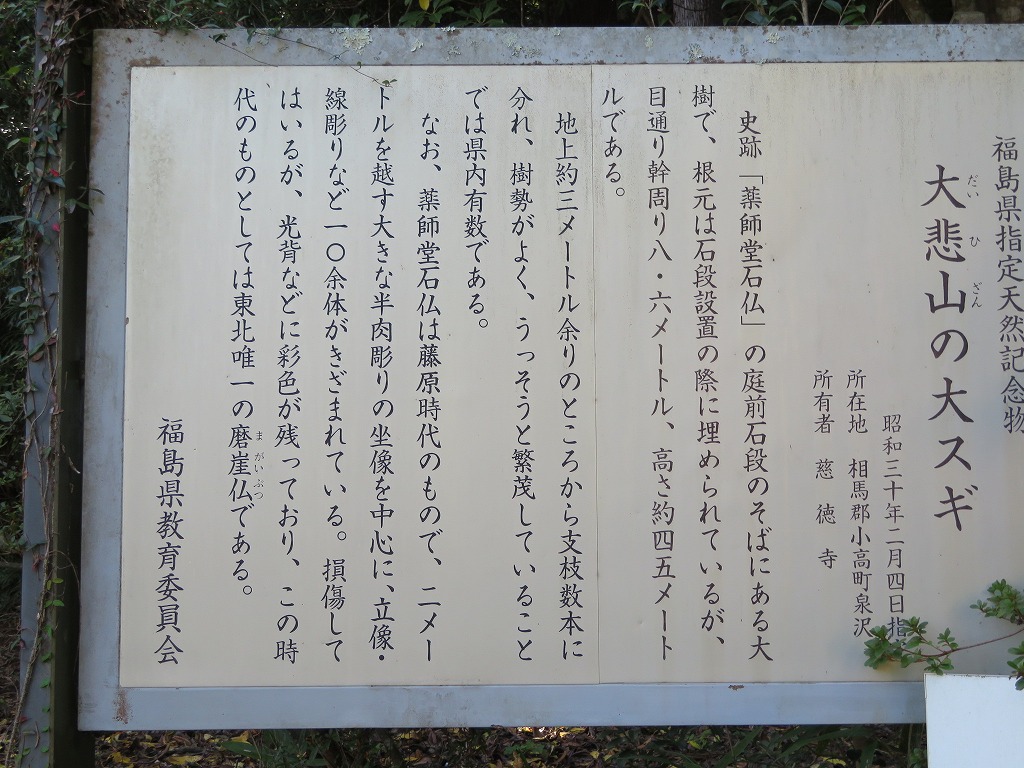 福島県指定天然記念物
大悲山の大スギ
だいひざん
昭和三十年二月四日指
所在地 相馬郡小高町泉沢
所有者 慈徳寺
史跡「薬師堂石仏」の庭前石段のそばにある大
樹で、根元は石段設置の際に埋められているが、
目通り幹周り八・六メートル、高さ約四五メート
ルである。
地上約三メートル余りのところから支枝数本に
分れ、樹勢がよく、うっそうと繁茂していること
では県内有数である。
なお、薬師堂石仏は藤原時代のもので、二メー
トルを越す大きな半肉彫りの坐像を中心に、立像・
線彫りなど一〇余体がきざまれている。損傷して
はいるが、光背などに彩色が残っており、この時
代のものとしては東北唯一の磨崖仏である。
まがいぶつ
福島県教育委員会